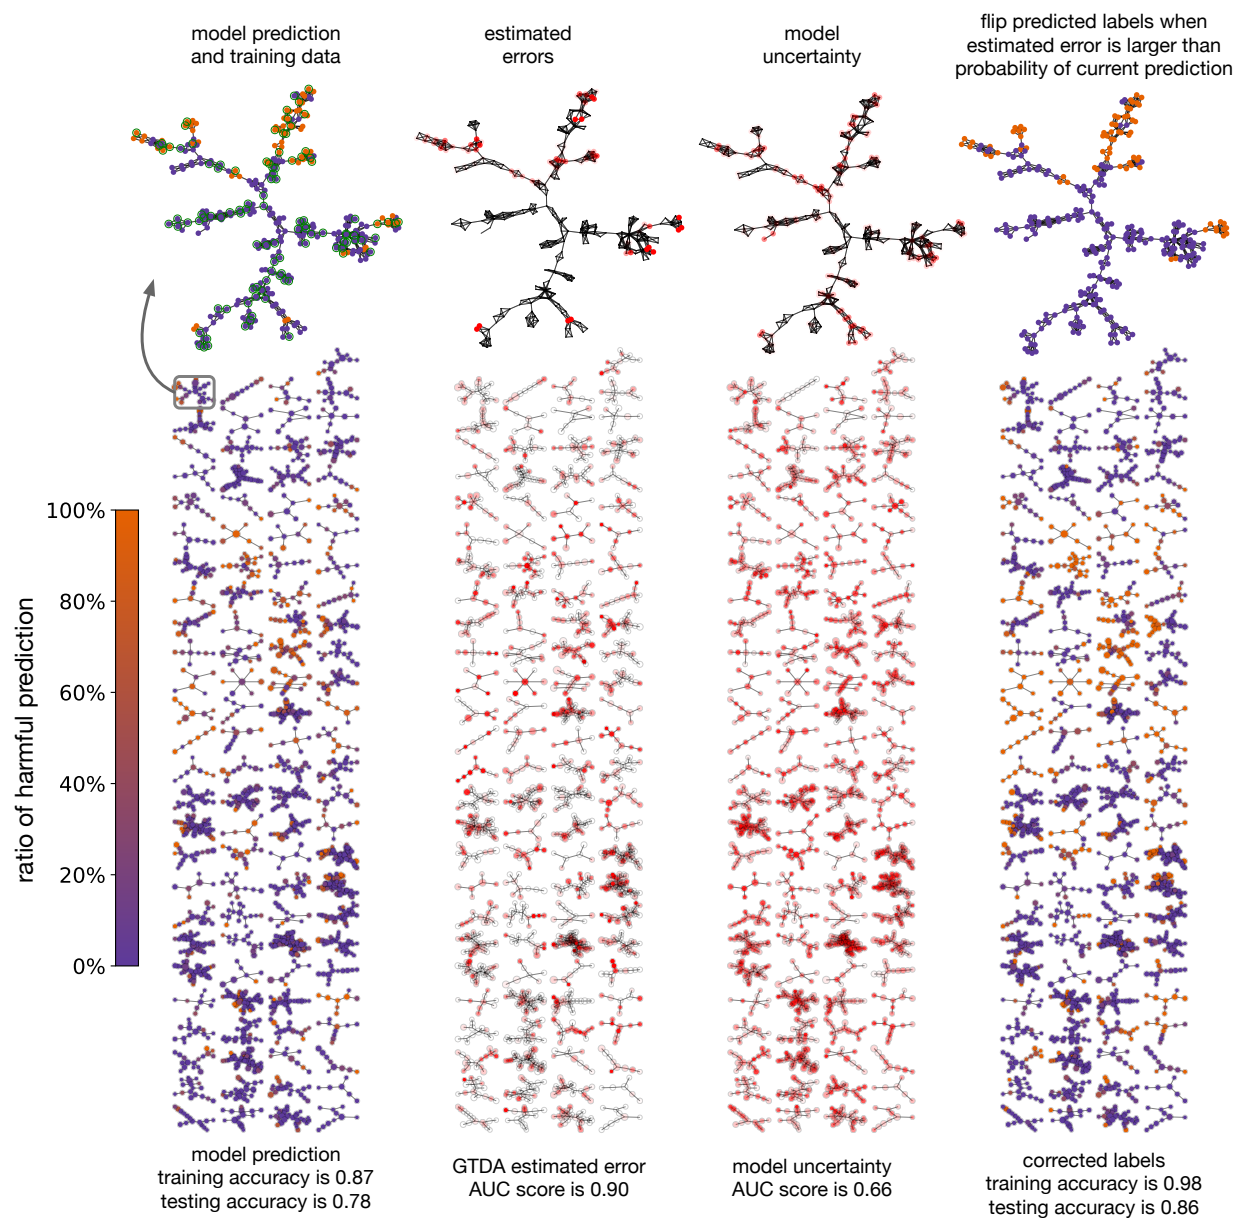 model prediction
and training data
estimated
errors
model
uncertainty
flip predicted labels when
estimated error is larger than
probability of current prediction
100%
80%
60%
40%
20%
0%
ratio of harmful prediction
model prediction
training accuracy is 0.87
testing accuracy is 0.78
GTDA estimated error
AUC score is 0.90
model uncertainty
AUC score is 0.66
corrected labels
training accuracy is 0.98
testing accuracy is 0.86